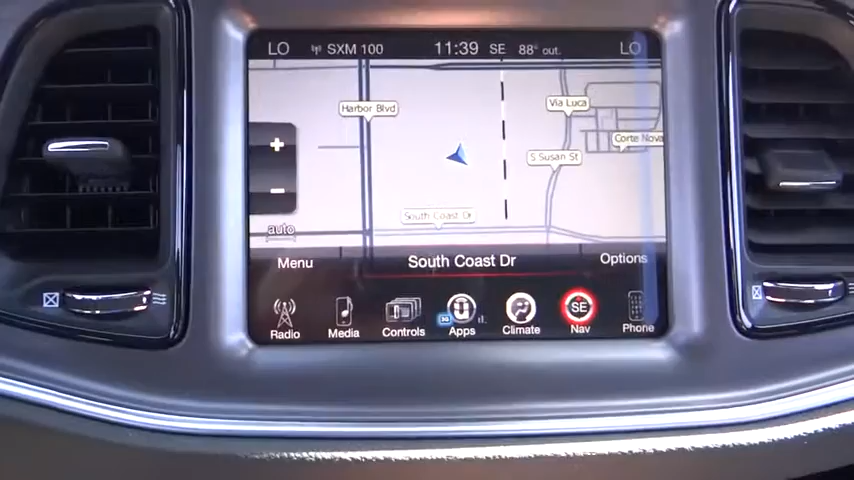 LO SXM 100 11:39 SE 88° out. LO
Harbor Blvd
Via Luca
Corte Nova
S Susan St
South Coast Dr
+
−
auto
Menu South Coast Dr Options
SE
3G
Radio Media Controls Apps Climate Nav Phone